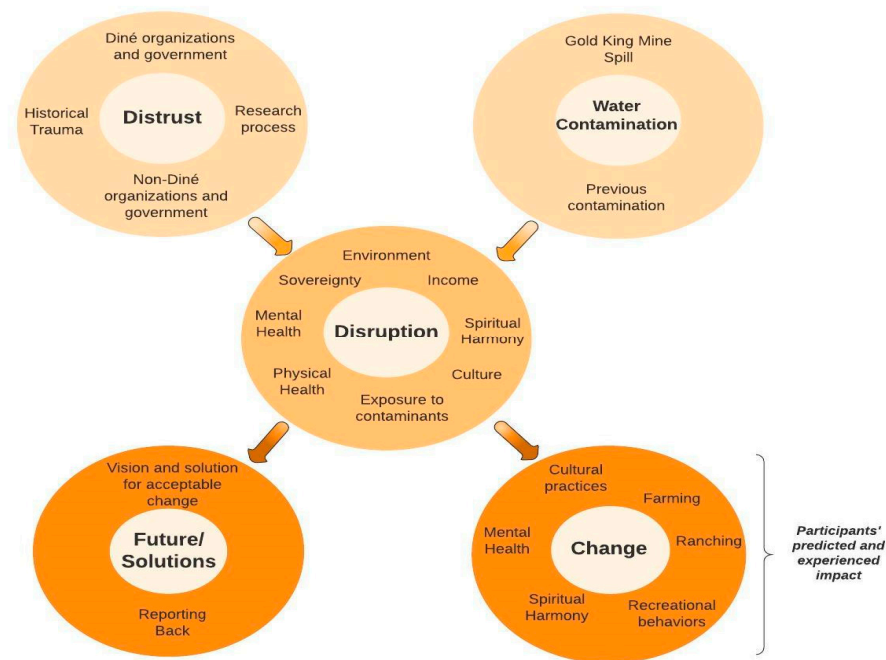 Diné organizations
and government
Historical
Trauma
Distrust
Research
process
Non-Diné
organizations and
government
Gold King Mine
Spill
Water
Contamination
Previous
contamination
Environment
Sovereignty
Income
Mental
Health
Disruption
Spiritual
Harmony
Physical
Health
Culture
Exposure to
contaminants
Vision and solution
for acceptable
change
Future/
Solutions
Reporting
Back
Cultural
practices
Farming
Mental
Health
Change
Ranching
Spiritual
Harmony
Recreational
behaviors
Participants'
predicted and
experienced
impact